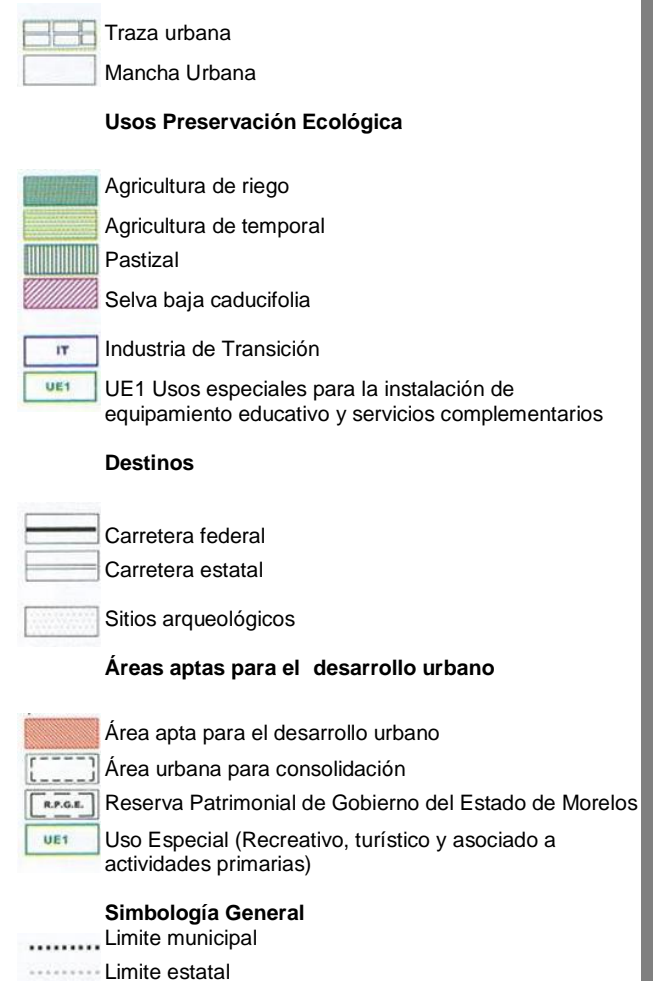 Traza urbana
Mancha Urbana
Usos Preservación Ecológica
Agricultura de riego
Agricultura de temporal
Pastizal
Selva baja caducifolia
IT Industria de Transición
UE1 UE1 Usos especiales para la instalación de
equipamiento educativo y servicios complementarios
Destinos
Carretera federal
Carretera estatal
Sitios arqueológicos
Áreas aptas para el desarrollo urbano
Área apta para el desarrollo urbano
Área urbana para consolidación
R.P.G.E. Reserva Patrimonial de Gobierno del Estado de Morelos
UE1 Uso Especial (Recreativo, turístico y asociado a
actividades primarias)
Simbología General
Limite municipal
Limite estatal